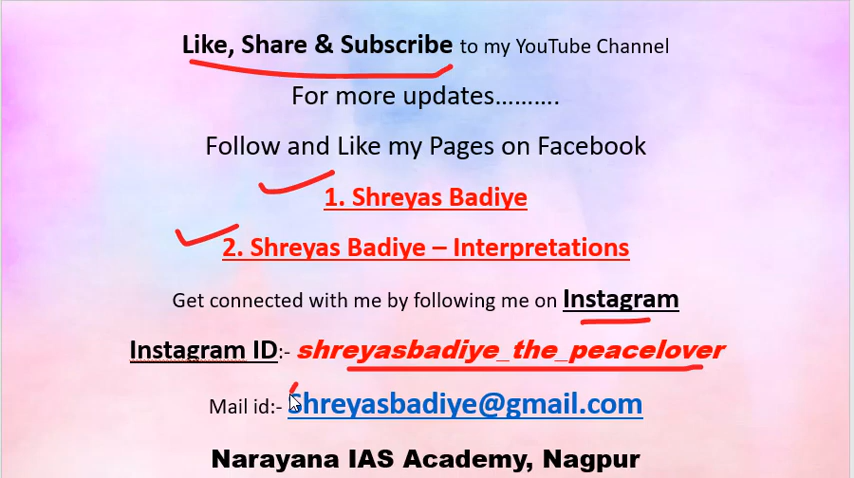 Like, Share & Subscribe to my YouTube Channel
For more updates……….
Follow and Like my Pages on Facebook
1. Shreyas Badiye
2. Shreyas Badiye – Interpretations
Get connected with me by following me on Instagram
Instagram ID:- shreyasbadiye_the_peacelover
Mail id:- Shreyasbadiye@gmail.com
Narayana IAS Academy, Nagpur